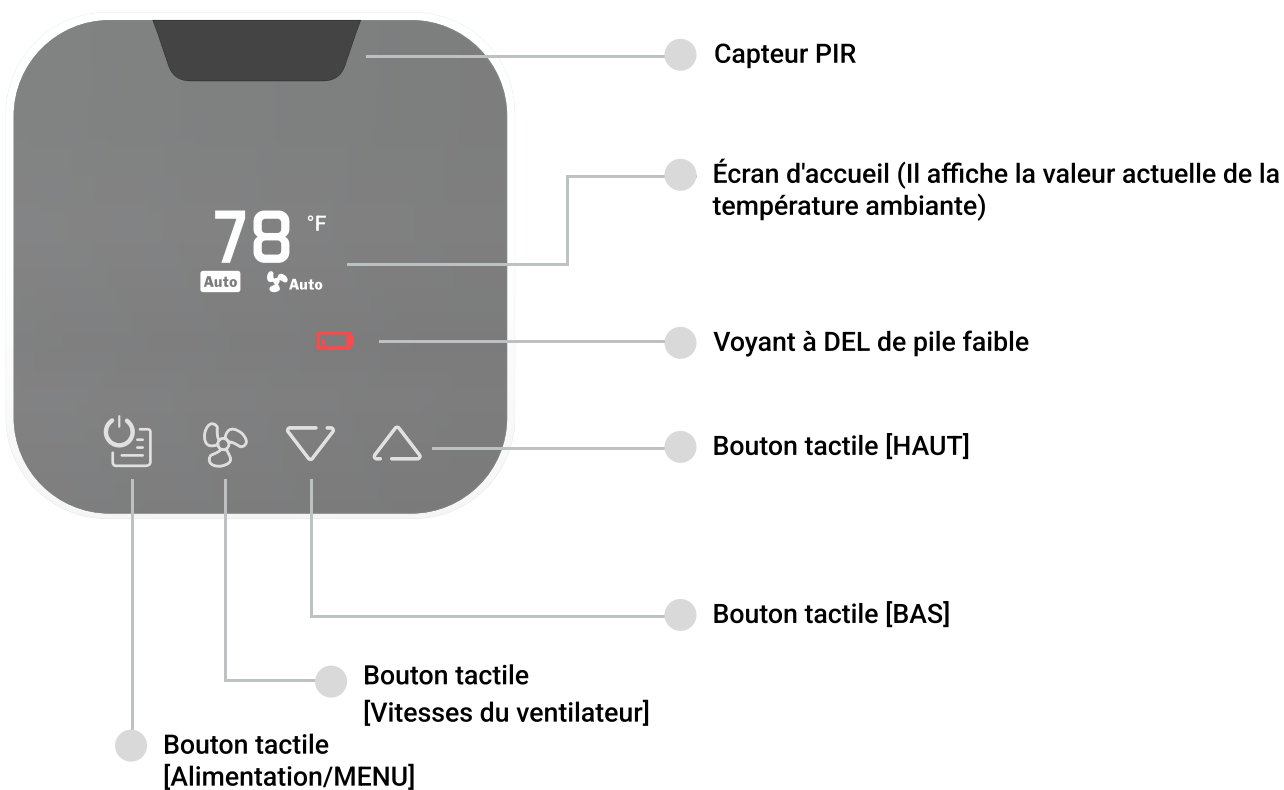 Capteur PIR
Écran d'accueil (Il affiche la valeur actuelle de la
température ambiante)
78 °F
Auto Auto
Voyant à DEL de pile faible
Bouton tactile [HAUT]
Bouton tactile [BAS]
Bouton tactile
[Vitesses du ventilateur]
Bouton tactile
[Alimentation/MENU]